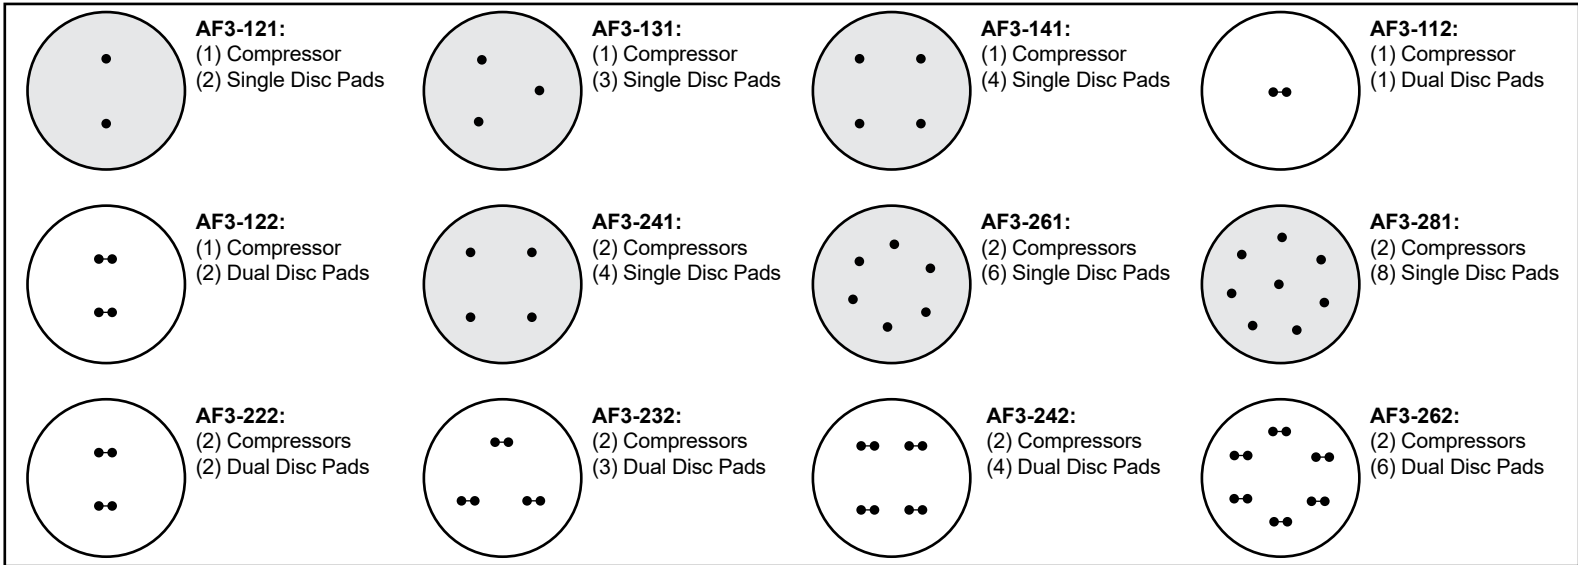 AF3-121:
(1) Compressor
(2) Single Disc Pads
AF3-131:
(1) Compressor
(3) Single Disc Pads
AF3-141:
(1) Compressor
(4) Single Disc Pads
AF3-112:
(1) Compressor
(1) Dual Disc Pads
AF3-122:
(1) Compressor
(2) Dual Disc Pads
AF3-241:
(2) Compressors
(4) Single Disc Pads
AF3-261:
(2) Compressors
(6) Single Disc Pads
AF3-281:
(2) Compressors
(8) Single Disc Pads
AF3-222:
(2) Compressors
(2) Dual Disc Pads
AF3-232:
(2) Compressors
(3) Dual Disc Pads
AF3-242:
(2) Compressors
(4) Dual Disc Pads
AF3-262:
(2) Compressors
(6) Dual Disc Pads